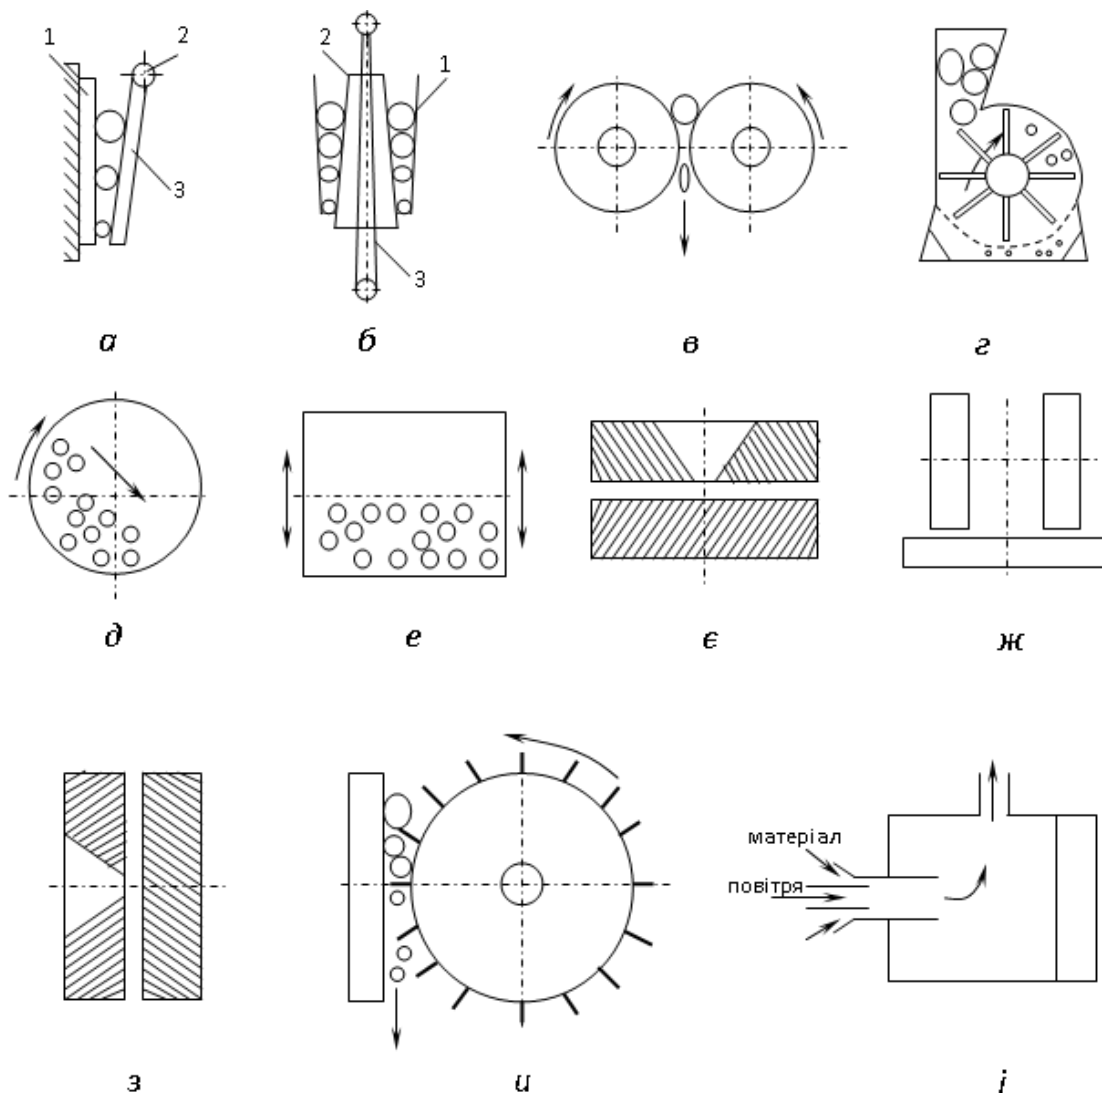 1 2
3
2 1
3
а б в г
д е є ж
матеріал
повітря
з и і